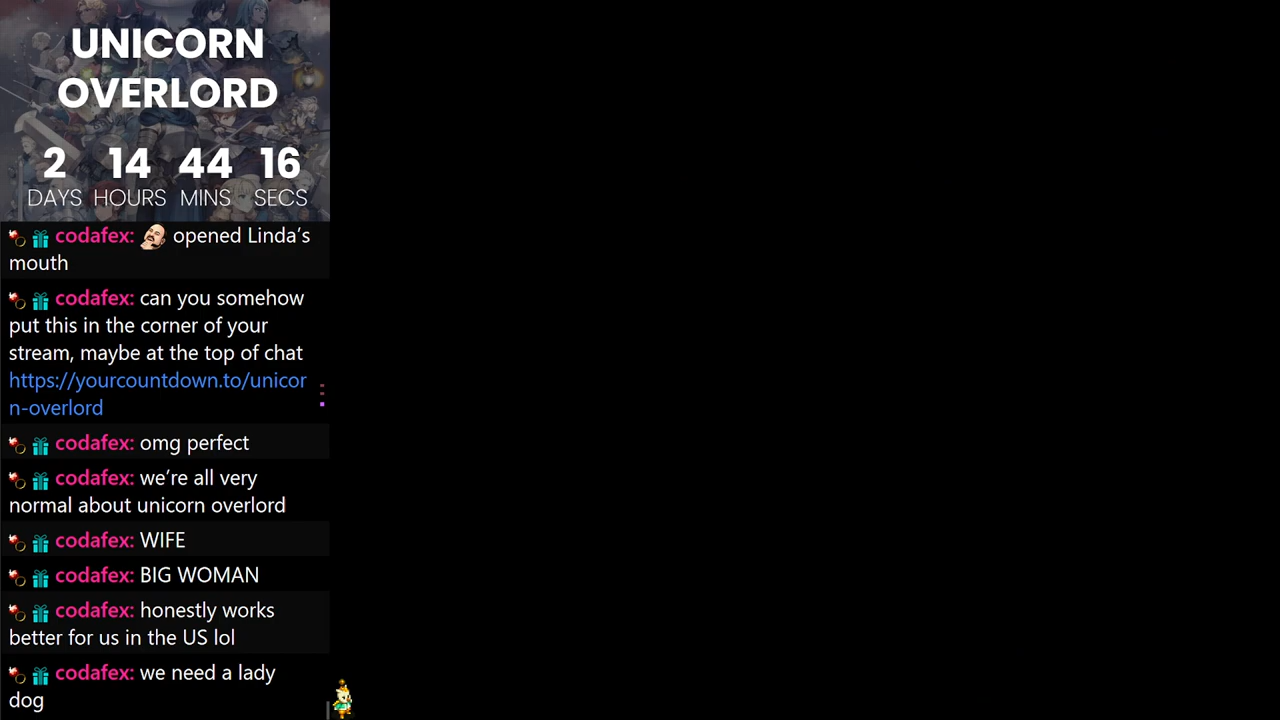 UNICORN
OVERLORD
2 14 44 16
DAYS HOURS MINS SECS
codafex: opened Linda’s
mouth
codafex: can you somehow
put this in the corner of your
stream, maybe at the top of chat
https://yourcountdown.to/unicor
n-overlord
codafex: omg perfect
codafex: we’re all very
normal about unicorn overlord
codafex: WIFE
codafex: BIG WOMAN
codafex: honestly works
better for us in the US lol
codafex: we need a lady
dog